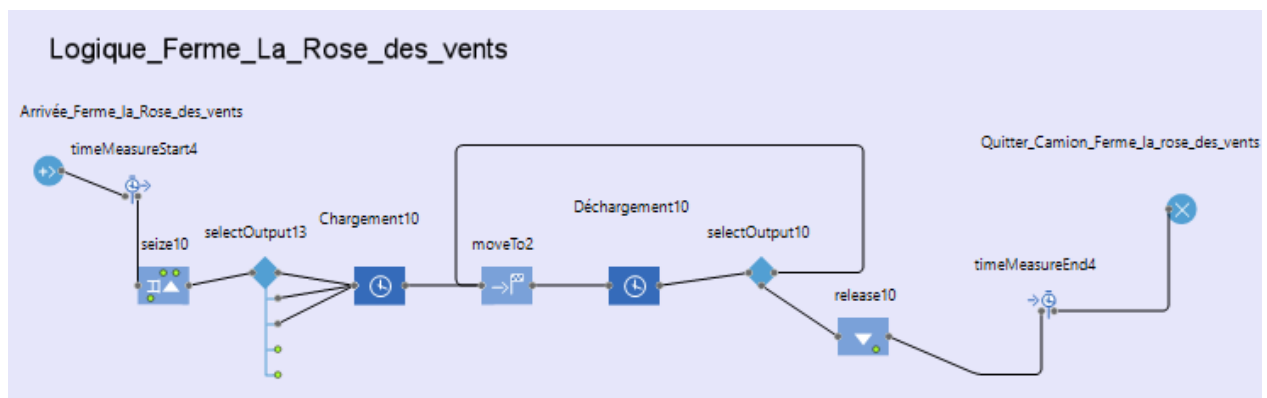 Logique_Ferme_La_Rose_des_vents
Arrivée_Ferme_la_Rose_des_vents
timeMeasureStart4
seize10
selectOutput13
Chargement10
moveTo2
Déchargement10
selectOutput10
release10
timeMeasureEnd4
Quitter_Camion_Ferme_la_rose_des_vents